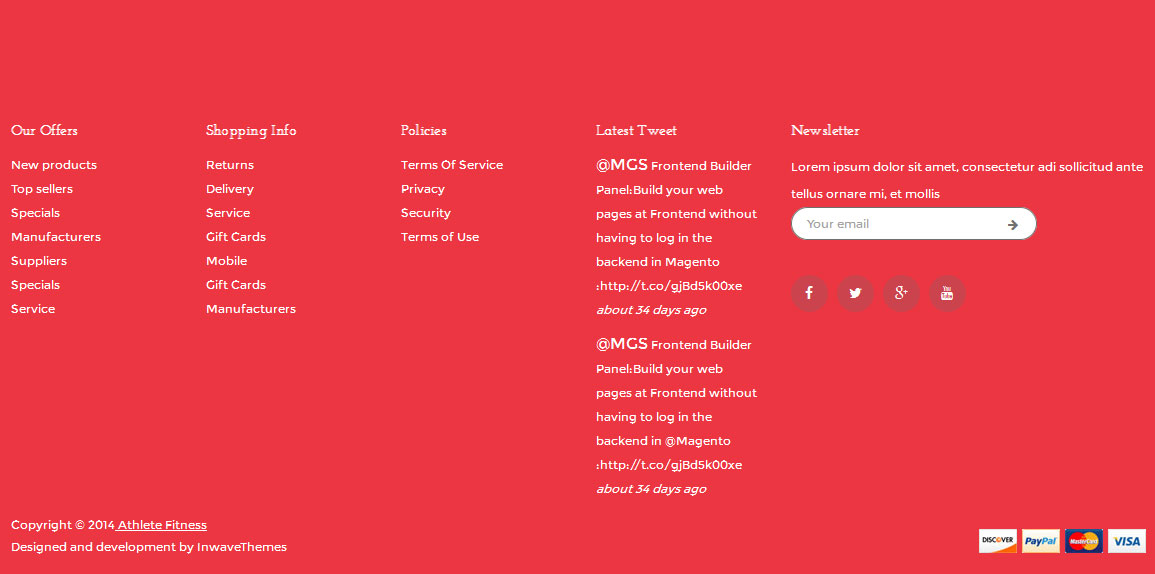 Our Offers
New products
Top sellers
Specials
Manufacturers
Suppliers
Specials
Service
Shopping Info
Returns
Delivery
Service
Gift Cards
Mobile
Gift Cards
Manufacturers
Policies
Terms Of Service
Privacy
Security
Terms of Use
Latest Tweet
@MGS Frontend Builder
Panel:Build your web
pages at Frontend without
having to log in the
backend in Magento
:http://t.co/gjBd5k00xe
about 34 days ago
@MGS Frontend Builder
Panel:Build your web
pages at Frontend without
having to log in the
backend in @Magento
:http://t.co/gjBd5k00xe
about 34 days ago
Newsletter
Lorem ipsum dolor sit amet, consectetur adi sollicitud ante
tellus ornare mi, et mollis
Your email
f
g+
You
Tube
Copyright © 2014 Athlete Fitness
Designed and development by InwaveThemes
DISCOVER
PayPal
MasterCard
VISA